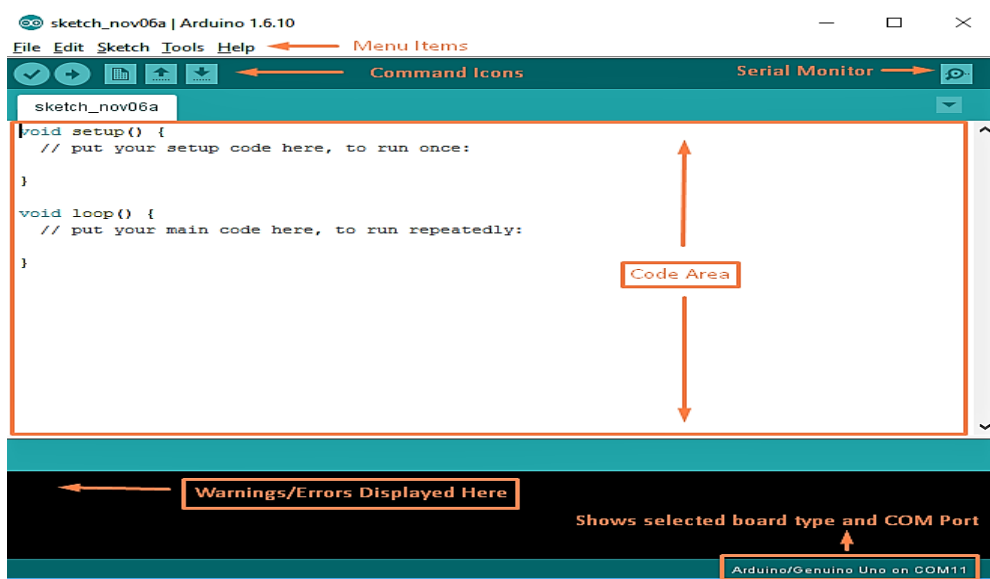 sketch_nov06a | Arduino 1.6.10
File Edit Sketch Tools Help
Menu Items
Command Icons
Serial Monitor
sketch_nov06a
void setup() {
// put your setup code here, to run once:
}
void loop() {
// put your main code here, to run repeatedly:
}
Code Area
Warnings/Errors Displayed Here
Shows selected board type and COM Port
Arduino/Genuino Uno on COM11